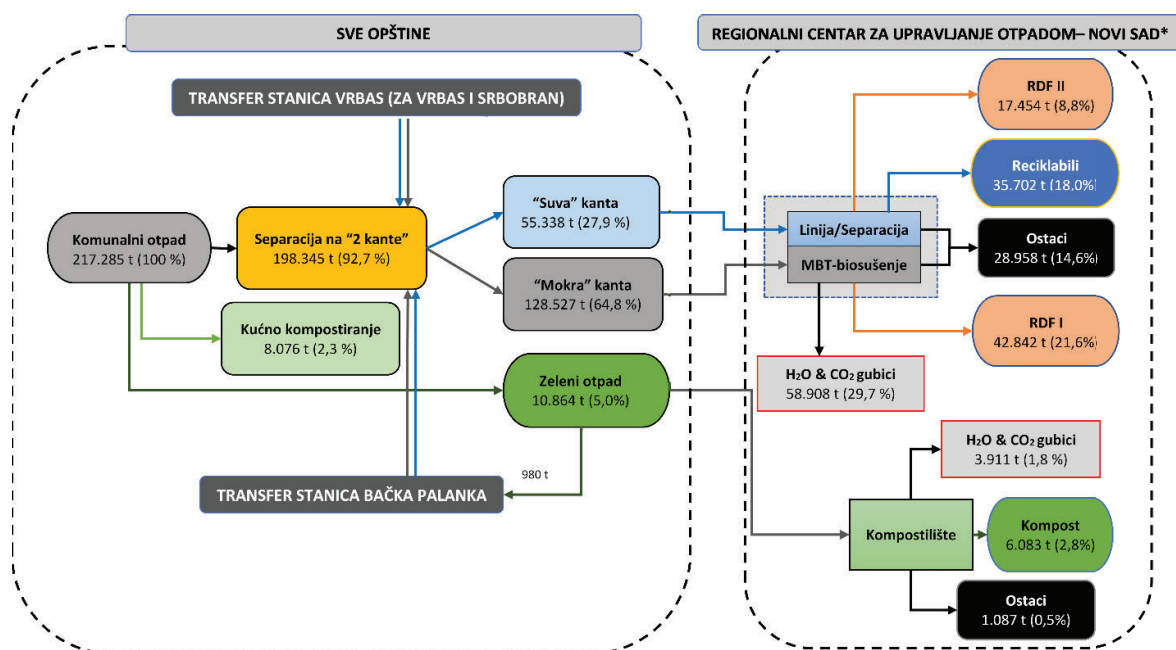 SVE OPŠTINE
REGIONALNI CENTAR ZA UPRAVLJANJE OTPADOM– NOVI SAD*
TRANSFER STANICA VRBAS (ZA VRBAS I SRBOBRAN)
Komunalni otpad
217.285 t (100 %)
Separacija na “2 kante”
198.345 t (92,7 %)
“Suva” kanta
55.338 t (27,9 %)
“Mokra” kanta
128.527 t (64,8 %)
Kućno kompostiranje
8.076 t (2,3 %)
Zeleni otpad
10.864 t (5,0%)
980 t
TRANSFER STANICA BAČKA PALANKA
RDF II
17.454 t (8,8%)
Reciklabili
35.702 t (18.0%)
Linija/Separacija
MBT-biosušenje
Ostaci
28.958 t (14,6%)
RDF I
42.842 t (21,6%)
H2O & CO2 gubici
58.908 t (29,7 %)
H2O & CO2 gubici
3.911 t (1,8 %)
Kompostilište
Kompost
6.083 t (2,8%)
Ostaci
1.087 t (0,5%)